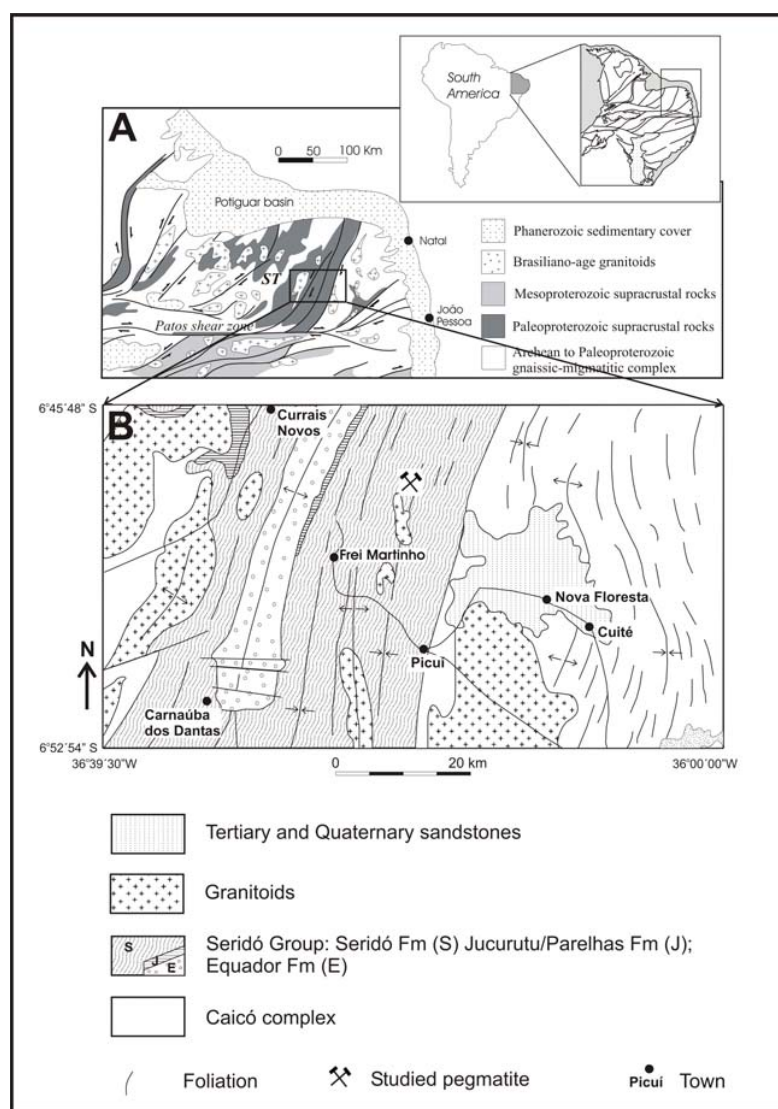 South
America
A
0 50 100 Km
Potiguar basin
Natal
ST
João
Pessoa
Patos shear zone
Phanerozoic sedimentary cover
Brasiliano-age granitoids
Mesoproterozoic supracrustal rocks
Paleoproterozoic supracrustal rocks
Archean to Paleoproterozoic
gnaissic-migmatitic complex
6°45´48" S
B
Currais
Novos
Frei Martinho
Nova Floresta
Cuité
Picuí
N
Carnaúba
dos Dantas
6°52´54" S
36°39´30"W
0 20 km
36°00´00"W
Tertiary and Quaternary sandstones
Granitoids
S
J
E
Seridó Group: Seridó Fm (S) Jucurutu/Parelhas Fm (J);
Equador Fm (E)
Caicó complex
Foliation
Studied pegmatite
Picuí
Town